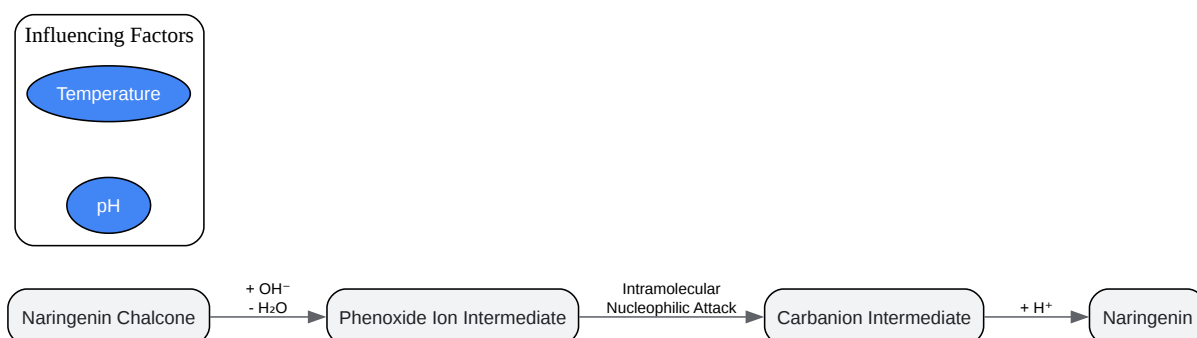 Influencing Factors
Temperature
pH
Naringenin Chalcone
+ OH⁻
- H₂O
Phenoxide Ion Intermediate
Intramolecular
Nucleophilic Attack
Carbanion Intermediate
+ H⁺
Naringenin